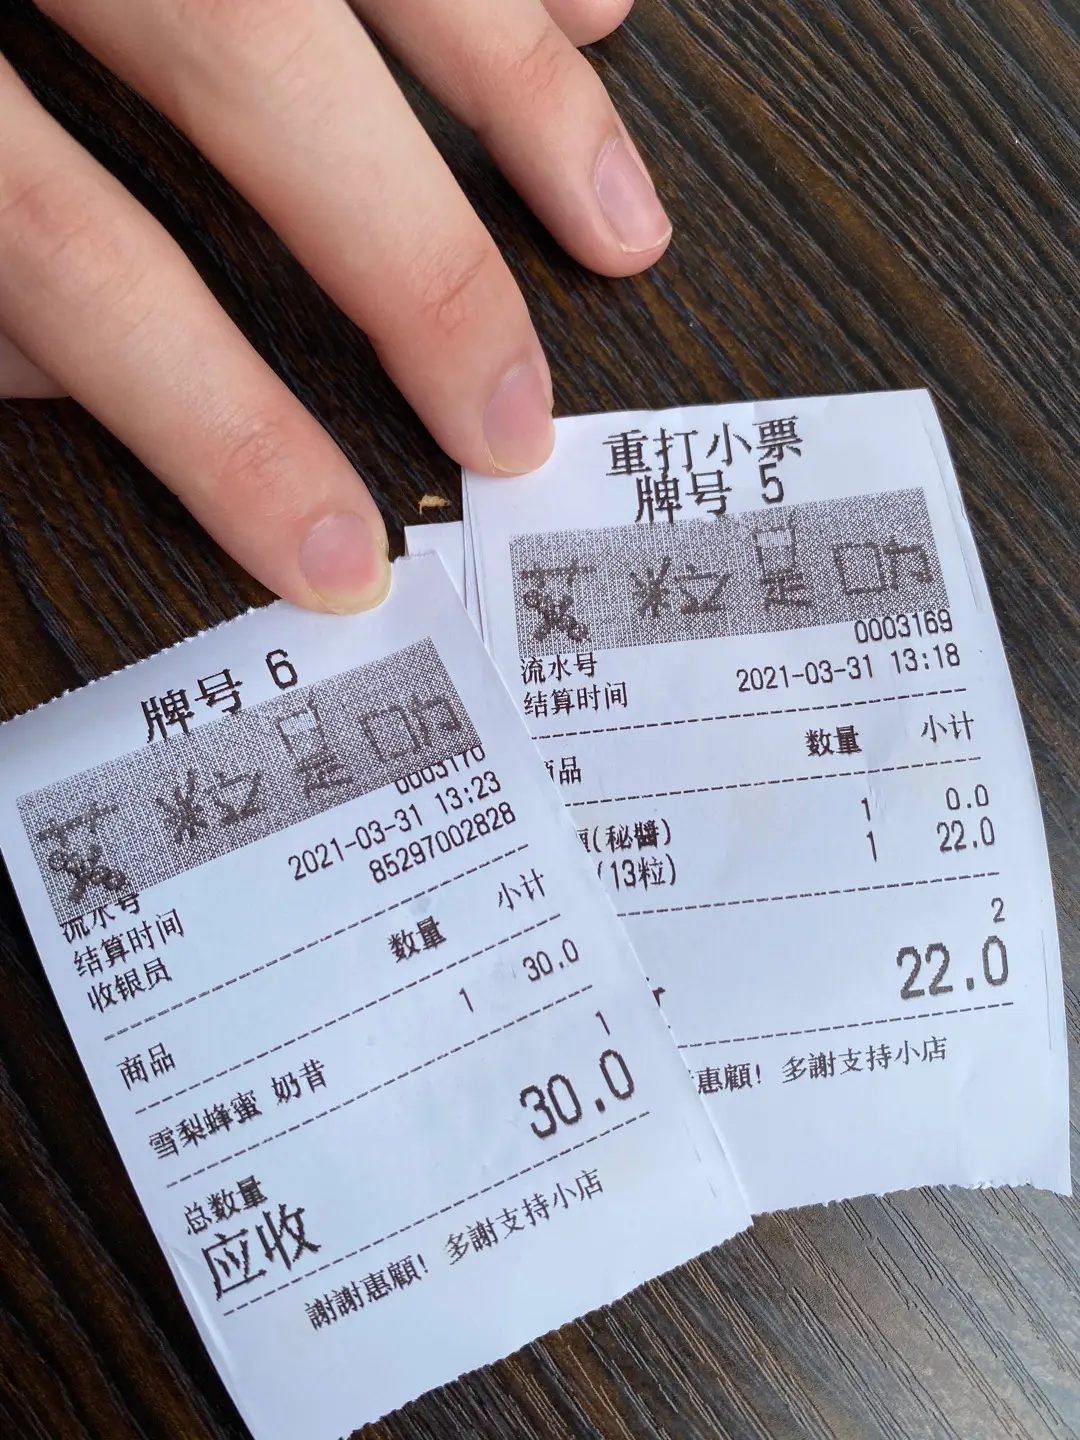 牌号 6
0003170
流水号
结算时间 2021-03-31 13:23
收银员 85297002828
商品 数量 小计
雪梨蜂蜜 奶昔 1 30.0
总数量 1
应收 30.0
謝謝惠顧！多謝支持小店
重打小票
牌号 5
流水号 0003169
结算时间 2021-03-31 13:18
品 数量 小计
(秘醬) 1 0.0
(13粒) 1 22.0
2
22.0
惠顧！多謝支持小店